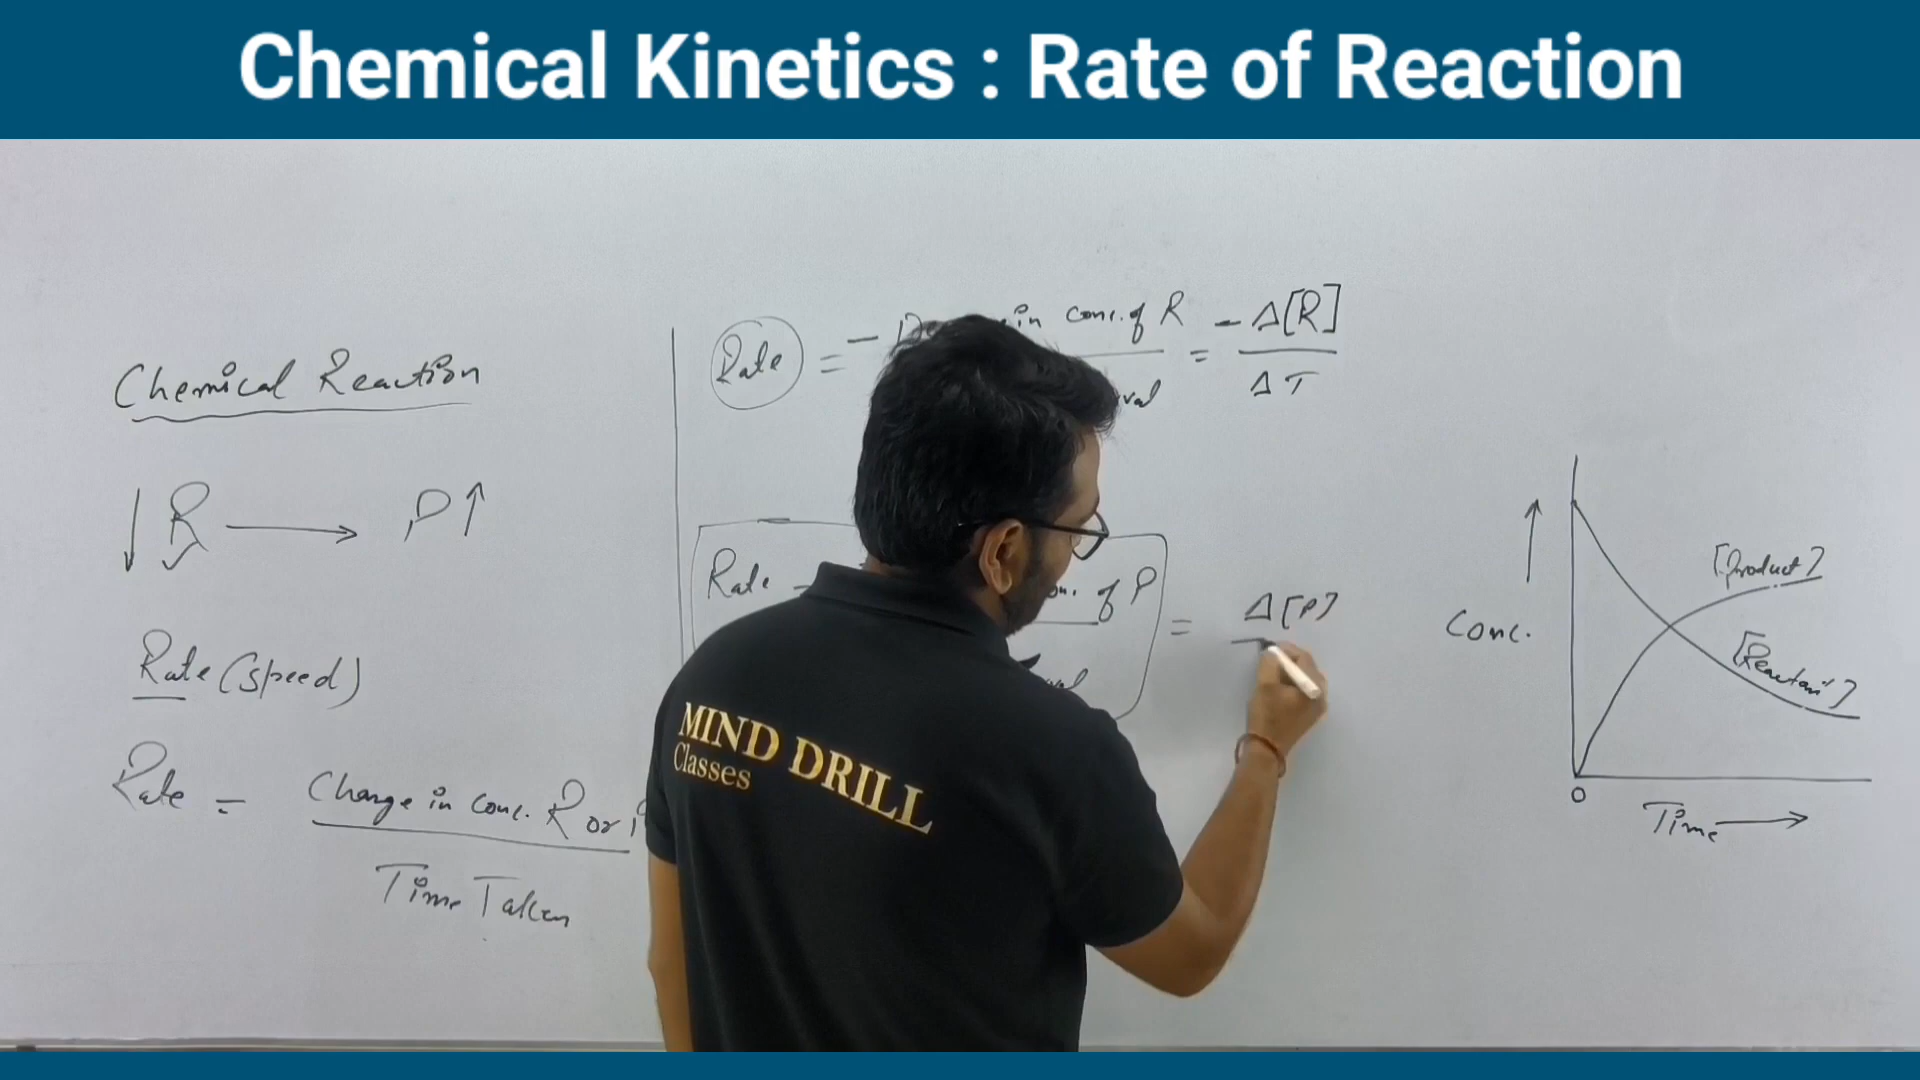 Chemical Kinetics : Rate of Reaction
Chemical Reaction
↓ R ⟶ P ↑
Rate (speed)
Rate = Change in conc. R or
Time Taken
Rate = − in conc. of R = − Δ[R]
ΔT
Rate of P = Δ[P]
MIND DRILL
Classes
Conc.
[Product]
[Reactant]
O
Time ⟶